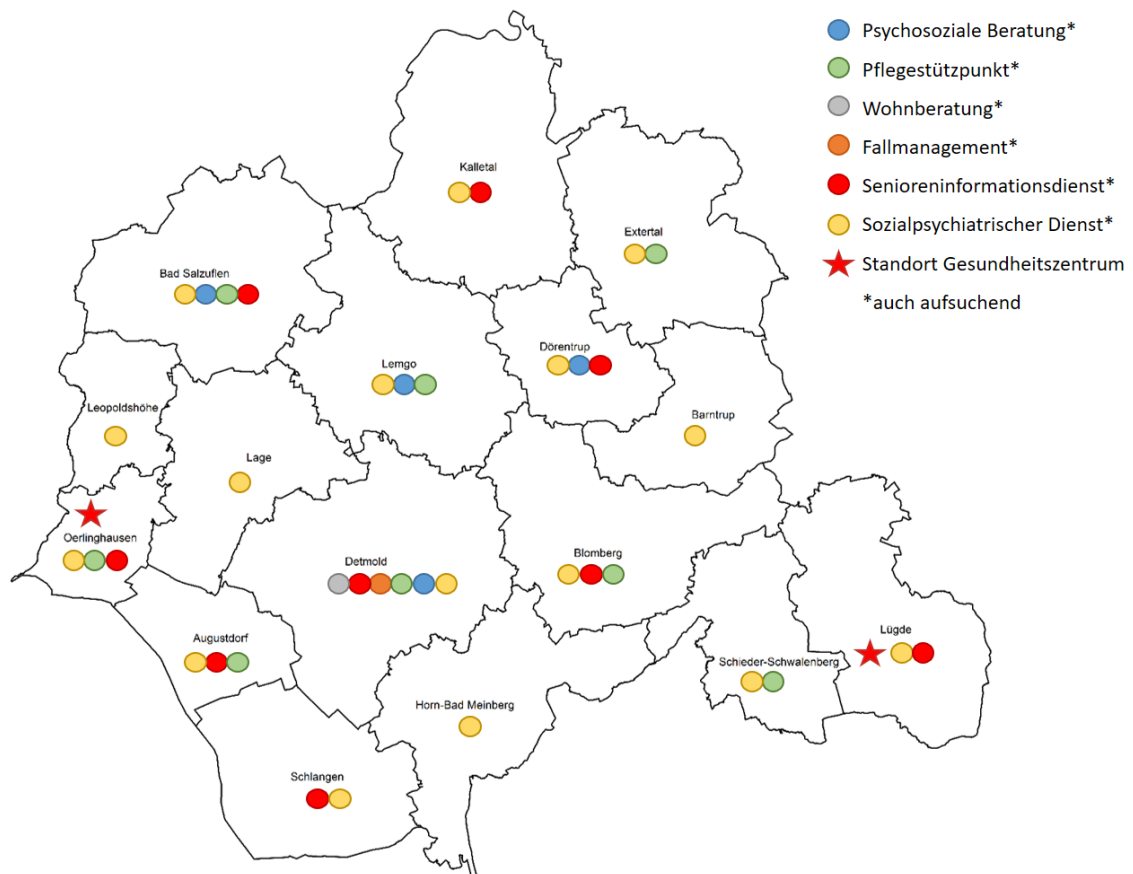 Psychosoziale Beratung*
Pflegestützpunkt*
Wohnberatung*
Fallmanagement*
Senioreninformationsdienst*
Sozialpsychiatrischer Dienst*
Standort Gesundheitszentrum
*auch aufsuchend
Kalletal
Extertal
Bad Salzuflen
Dörentrup
Lemgo
Leopoldshöhe
Barntrup
Lage
Oerlinghausen
Detmold
Blomberg
Augustdorf
Lügde
Schieder-Schwalenberg
Horn-Bad Meinberg
Schlangen